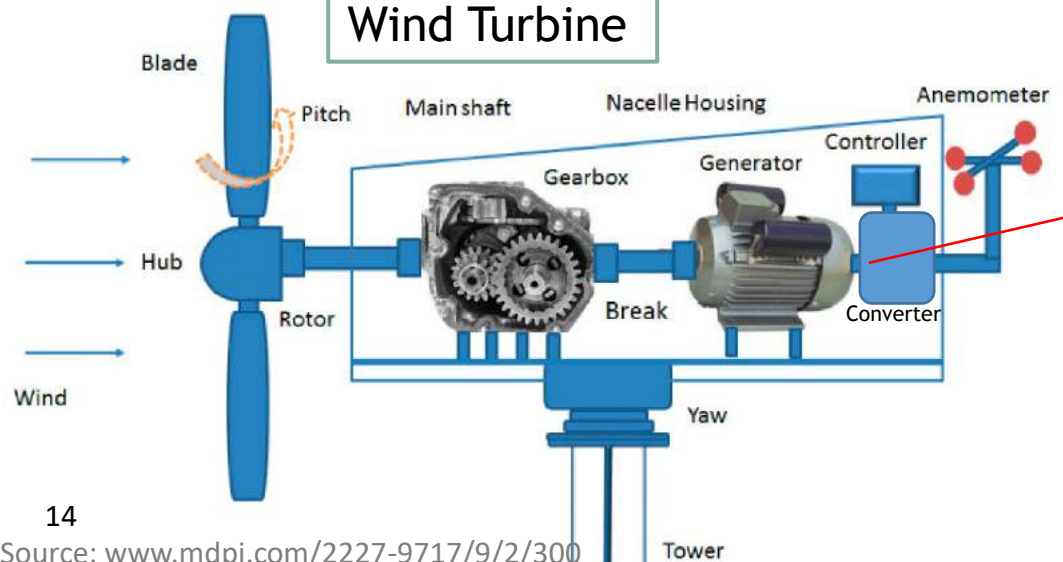 Wind Turbine
Blade
Pitch
Main shaft
Nacelle Housing
Anemometer
Controller
Generator
Gearbox
Hub
Rotor
Break
Converter
Wind
Yaw
14
Source: www.mdpi.com/2227-9717/9/2/300
Tower